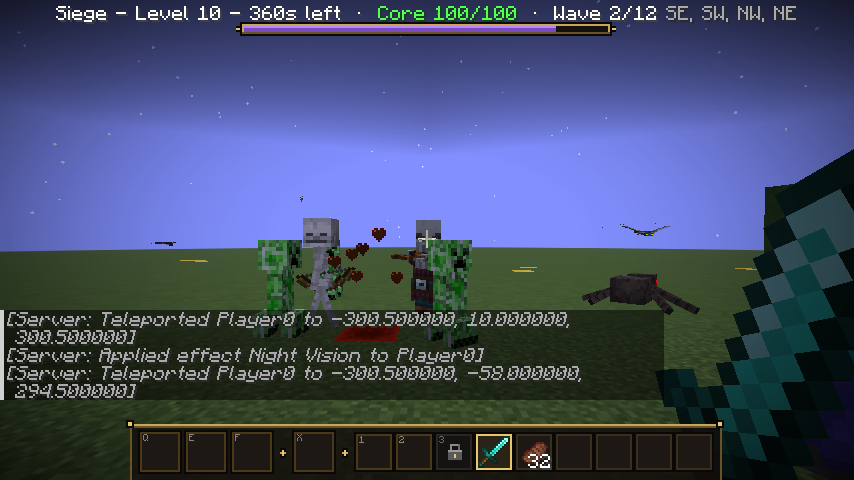 Siege - Level 10 - 360s left · Core 100/100 · Wave 2/12 SE, SW, NW, NE
[Server: Teleported Player0 to -300.500000, -10.000000,
300.500000]
[Server: Applied effect Night Vision to Player0]
[Server: Teleported Player0 to -300.500000, -58.000000,
294.500000]
Q E F X 1 2 3
32